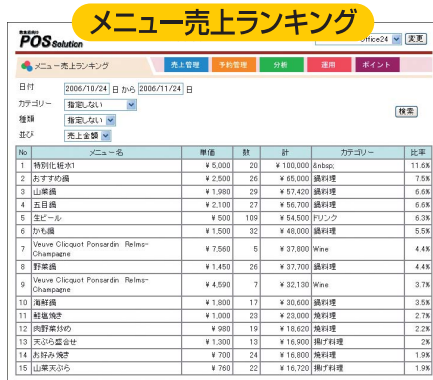 メニュー売上ランキング
POS Solution
ffice24 変更
メニュー売上ランキング 売上管理 予約管理 分析 運用 ポイント
日付 2006/10/24 日 から 2006/11/24 日
カテゴリー 指定しない
種類 指定しない
並び 売上金額
検索
No メニュー名 単価 数 計 カテゴリー 比率
1 特別化粧水1 ¥ 5,000 20 ¥ 100,000 &nbsp; 11.6%
2 おすすめ鍋 ¥ 2,500 26 ¥ 65,000 鍋料理 7.5%
3 山菜鍋 ¥ 1,980 29 ¥ 57,420 鍋料理 6.6%
4 五目鍋 ¥ 2,100 27 ¥ 56,700 鍋料理 6.6%
5 生ビール ¥ 500 109 ¥ 54,500 ドリンク 6.3%
6 かも鍋 ¥ 1,500 32 ¥ 48,000 鍋料理 5.5%
7 Veuve Clicquot Ponsardin Reims-Champagne ¥ 7,560 5 ¥ 37,800 Wine 4.4%
8 野菜鍋 ¥ 1,450 26 ¥ 37,700 鍋料理 4.4%
9 Veuve Clicquot Ponsardin Reims-Champagne ¥ 4,590 7 ¥ 32,130 Wine 3.7%
10 海鮮鍋 ¥ 1,800 17 ¥ 30,600 鍋料理 3.5%
11 鮭塩焼き ¥ 1,000 23 ¥ 23,000 焼料理 2.7%
12 肉野菜炒め ¥ 980 19 ¥ 18,620 焼料理 2.2%
13 天ぷら盛合せ ¥ 1,300 13 ¥ 16,900 揚げ料理 2%
14 お好み焼き ¥ 700 24 ¥ 16,800 焼料理 1.9%
15 山菜天ぷら ¥ 760 22 ¥ 16,720 揚げ料理 1.9%